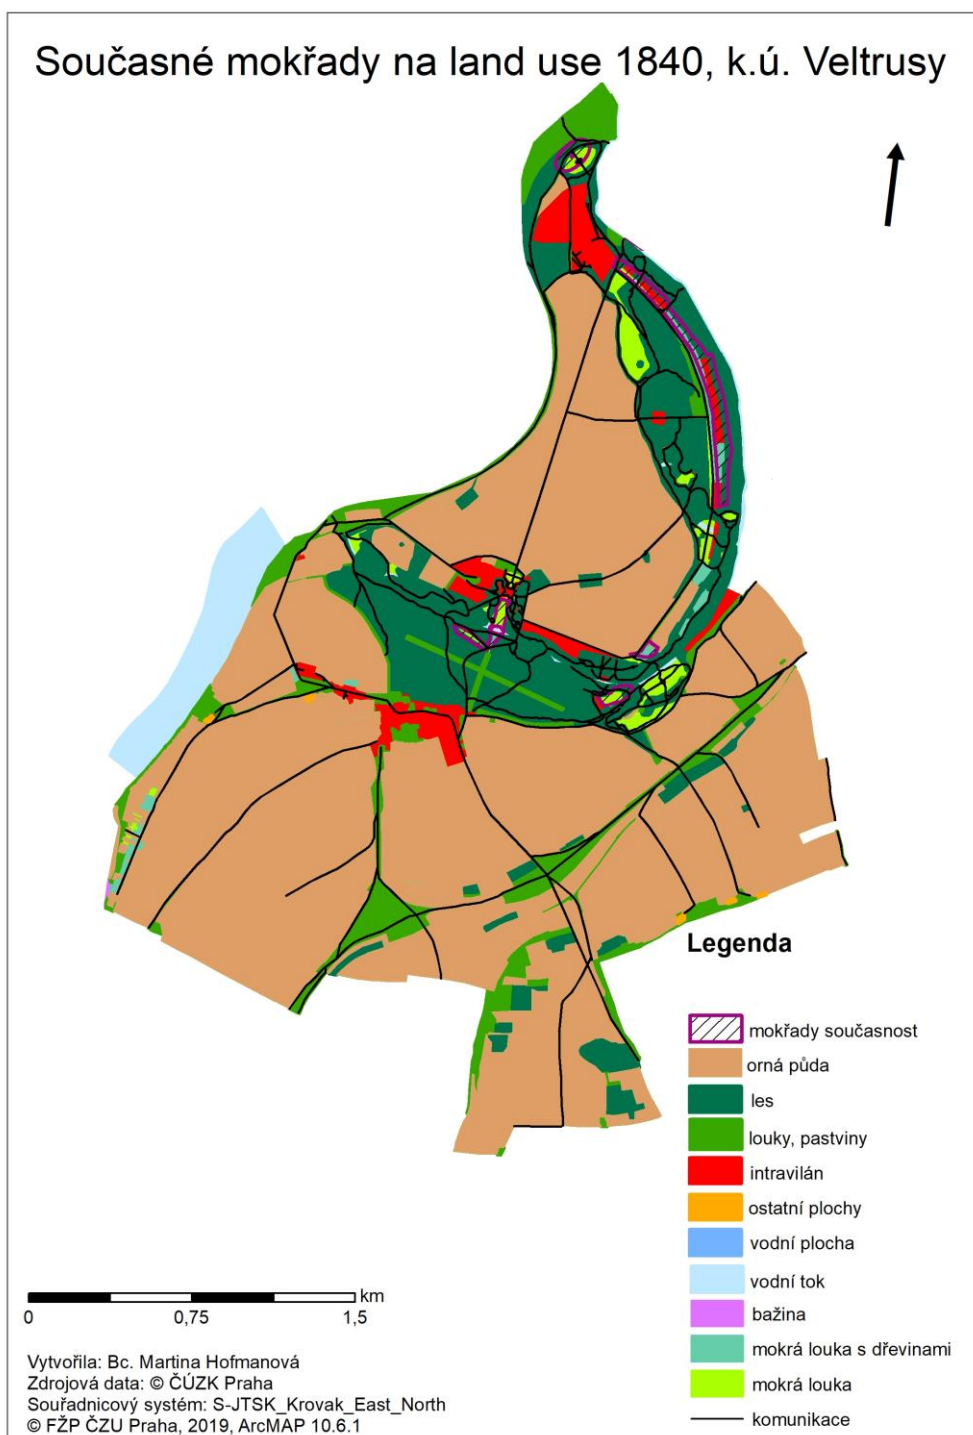 Současné mokřady na land use 1840, k.ú. Veltrusy
Legenda
mokřady současnost
orná půda
les
louky, pastviny
intravilán
ostatní plochy
vodní plocha
vodní tok
bažina
mokrá louka s dřevinami
mokrá louka
komunikace
km
0 0,75 1,5
Vytvořila: Bc. Martina Hofmanová
Zdrojová data: © ČÚZK Praha
Souřadnicový systém: S-JTSK_Krovak_East_North
© FŽP ČZU Praha, 2019, ArcMAP 10.6.1